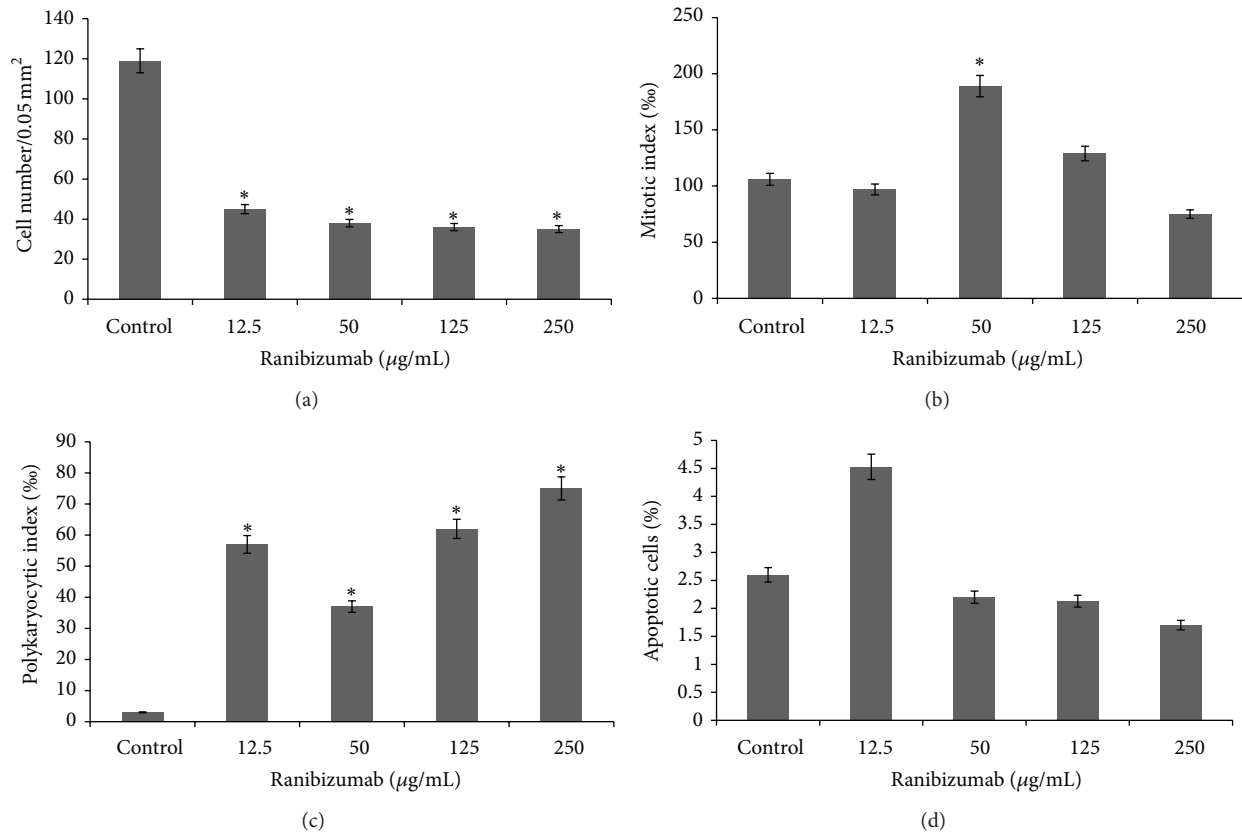 140
120
100
80
60
40
20
0
Cell number/0.05 mm²
* * * *
Control 12.5 50 125 250
Ranibizumab (μg/mL)
(a)
250
200
150
100
50
0
Mitotic index (‰)
*
Control 12.5 50 125 250
Ranibizumab (μg/mL)
(b)
90
80
70
60
50
40
30
20
10
0
Polykaryocytic index (‰)
* * * *
Control 12.5 50 125 250
Ranibizumab (μg/mL)
(c)
5
4.5
4
3.5
3
2.5
2
1.5
1
0.5
0
Apoptotic cells (%)
Control 12.5 50 125 250
Ranibizumab (μg/mL)
(d)